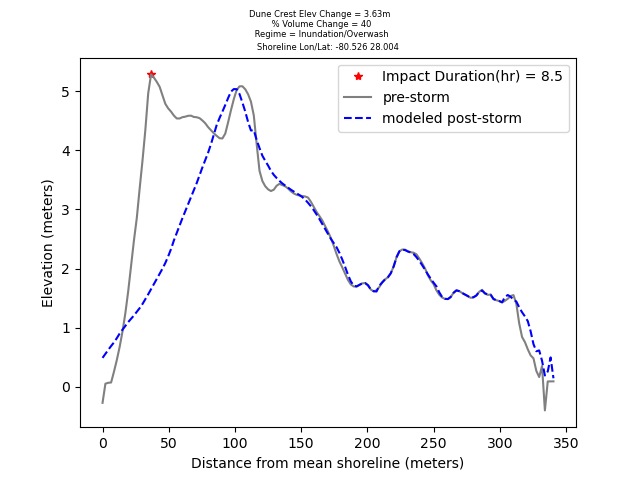 Dune Crest Elev Change = 3.63m
% Volume Change = 40
Regime = Inundation/Overwash
Shoreline Lon/Lat: -80.526 28.004
Impact Duration(hr) = 8.5
pre-storm
modeled post-storm
Elevation (meters)
5
4
3
2
1
0
0 50 100 150 200 250 300 350
Distance from mean shoreline (meters)